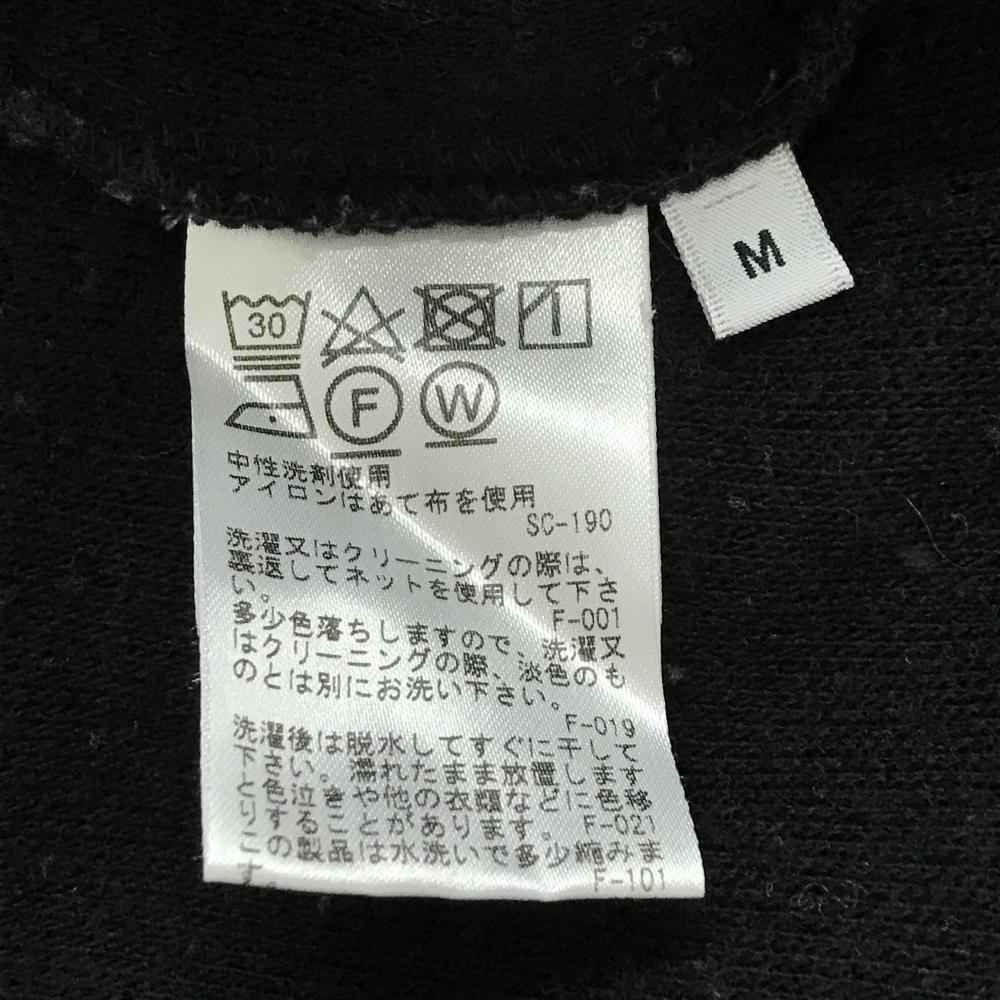 M
30
F
W
中性洗剤使用
アイロンはあて布を使用
SC-190
洗濯又はクリーニングの際は、
裏返してネットを使用して下さ
い。
F-001
多少色落ちしますので、洗濯又
はクリーニングの際、淡色のも
のとは別にお洗い下さい。
F-019
洗濯後は脱水してすぐに干して
下さい。濡れたまま放置します
と色泣きや他の衣類などに色移
りすることがあります。 F-021
この製品は水洗いで多少縮みま
す。
F-101